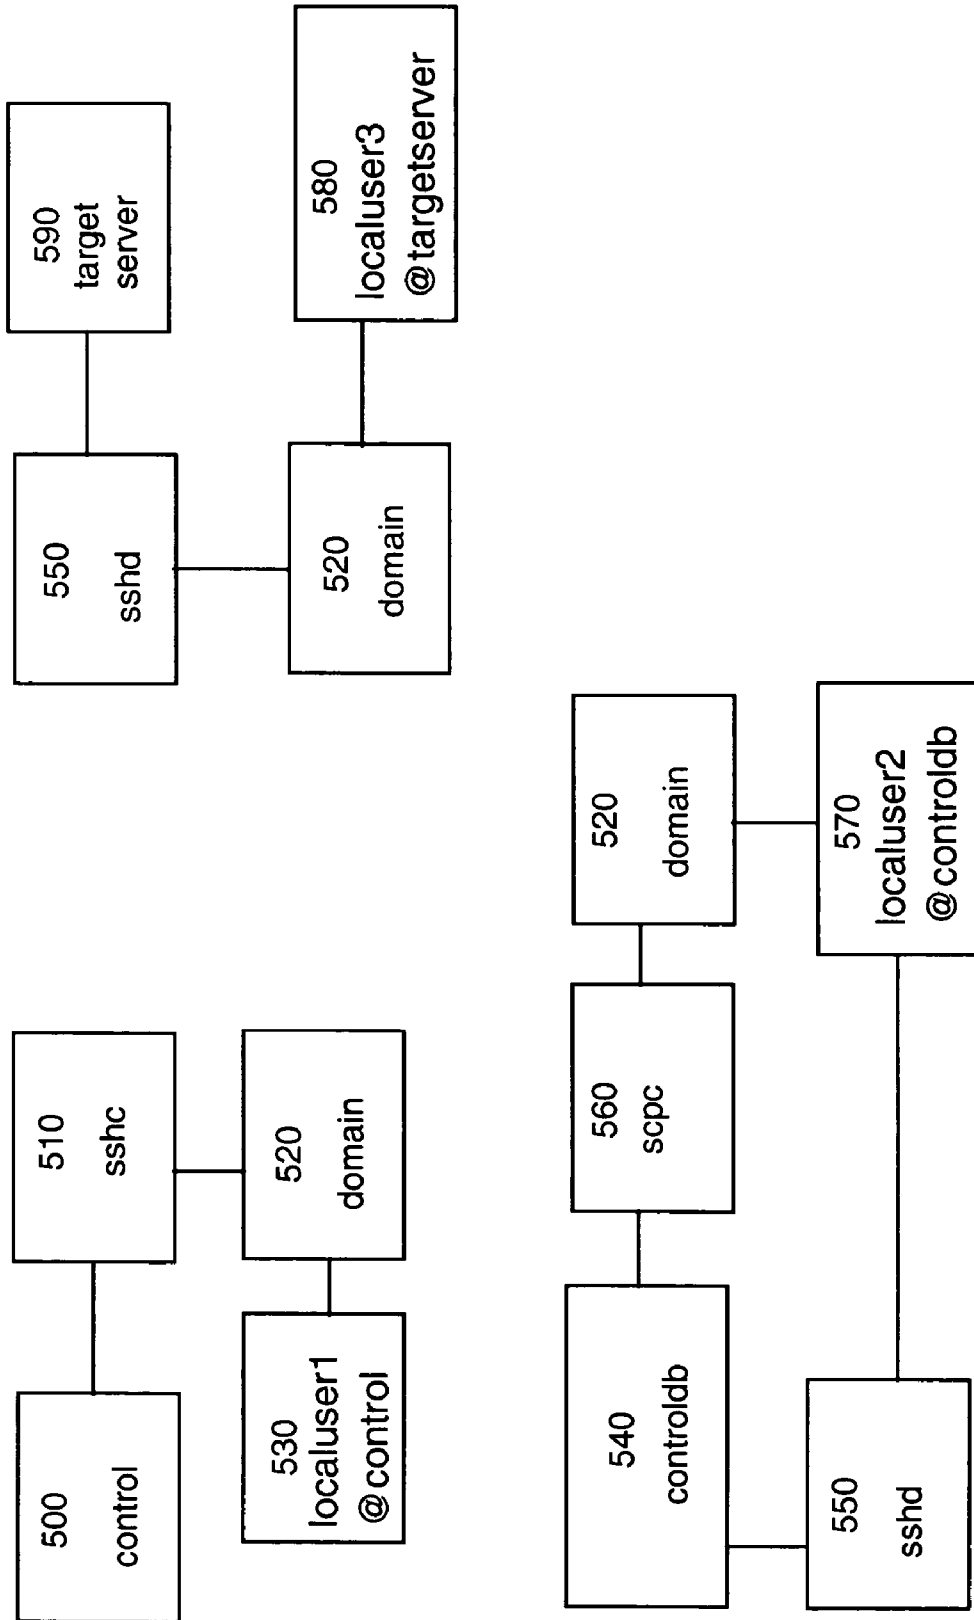 500
control
510
sshc
520
domain
530
localuser1
@control
550
sshd
590
target
server
520
domain
580
localuser3
@targetserver
540
controldb
560
scpc
520
domain
550
sshd
570
localuser2
@controldb